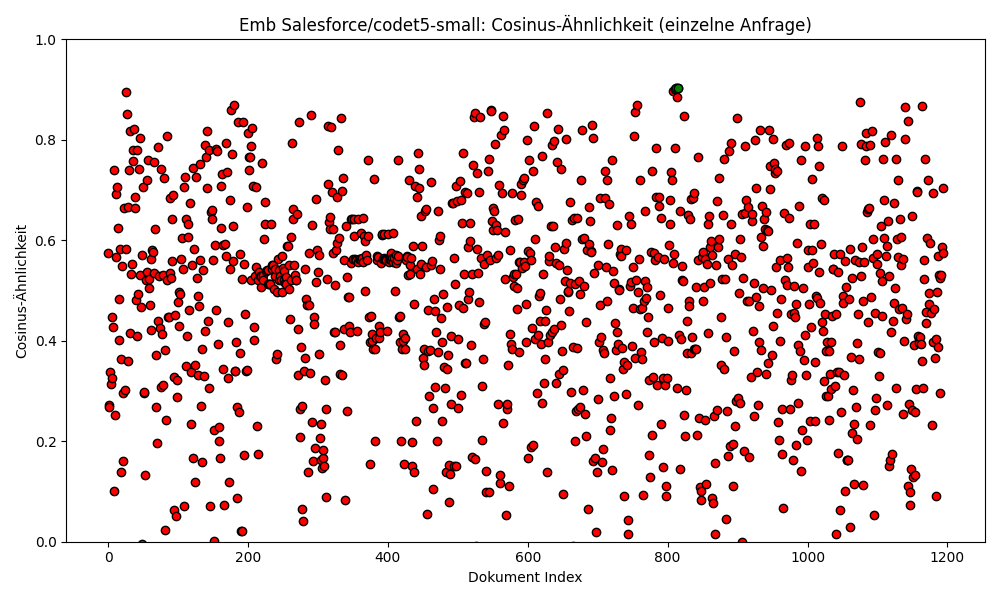 Emb Salesforce/codet5-small: Cosinus-Ähnlichkeit (einzelne Anfrage)
1.0
0.8
0.6
0.4
0.2
0.0
Cosinus-Ähnlichkeit
0 200 400 600 800 1000 1200
Dokument Index